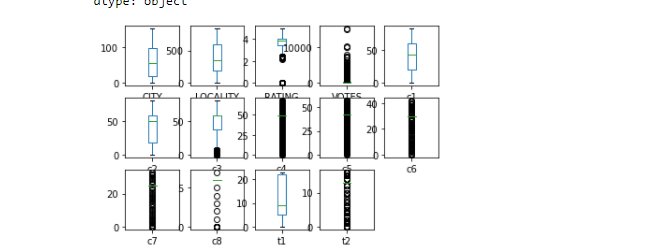 dtype: object
100 500 4 10000 50
2
0 0 0 0 0
CITY LOCALITY RATING VOTES c1
50 50 50 50 40
25 25 20
0 0 0 0 0
c2 c3 c4 c5 c6
20 5 20 10
10
0 0 0 0
c7 c8 t1 t2